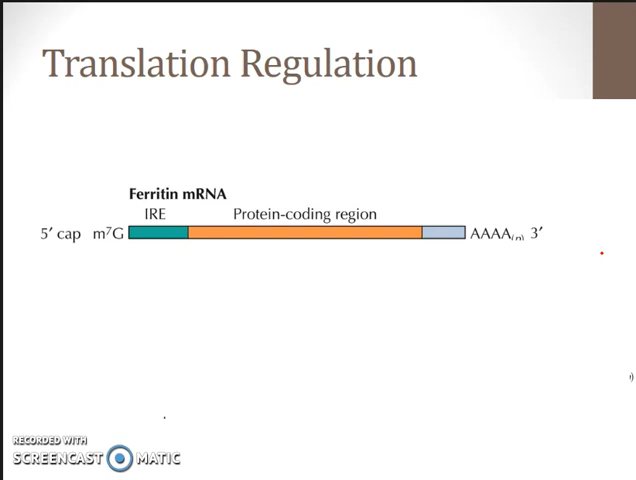 Translation Regulation
Ferritin mRNA
IRE Protein-coding region
5′ cap m⁷G AAAA(n) 3′
)
RECORDED WITH
SCREENCAST MATIC